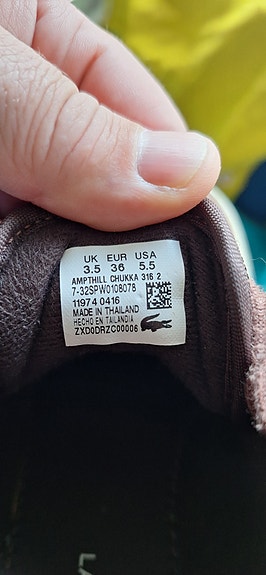 UK EUR USA
3.5 36 5.5
AMPTHILL CHUKKA 316 2
7-32SPW0108078
11974 0416
MADE IN THAILAND
HECHO EN TAILANDIA
ZXD0DRZC00006